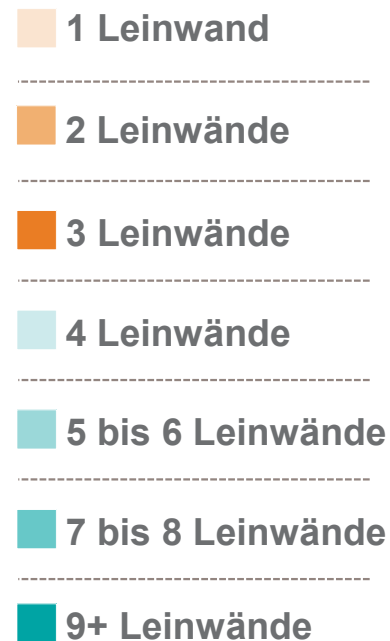 1 Leinwand
2 Leinwände
3 Leinwände
4 Leinwände
5 bis 6 Leinwände
7 bis 8 Leinwände
9+ Leinwände